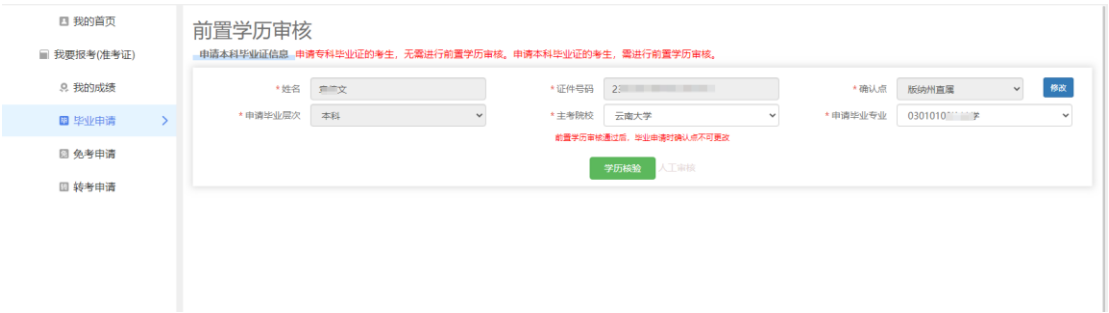 我的首页
我要报考(准考证)
我的成绩
毕业申请
免考申请
转考申请
前置学历审核
申请本科毕业证信息 申请专科毕业证的考生，无需进行前置学历审核。申请本科毕业证的考生，需进行前置学历审核。
*姓名 文 *证件号码 2 *确认点 版纳州直属 修改
*申请毕业层次 本科 *主考院校 云南大学 *申请毕业专业 0301010 学
前置学历审核通过后，毕业申请时确认点不可更改
学历核验 人工审核